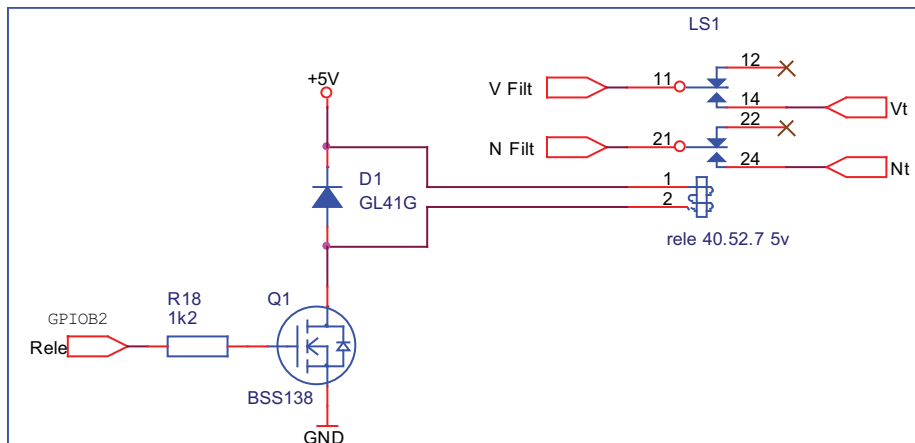 LS1
12
+5V
V Filt
11
14
Vt
22
N Filt
21
24
Nt
D1
GL41G
1
2
rele 40.52.7 5v
GPIOB2
R18
1k2
Q1
Rele
BSS138
GND